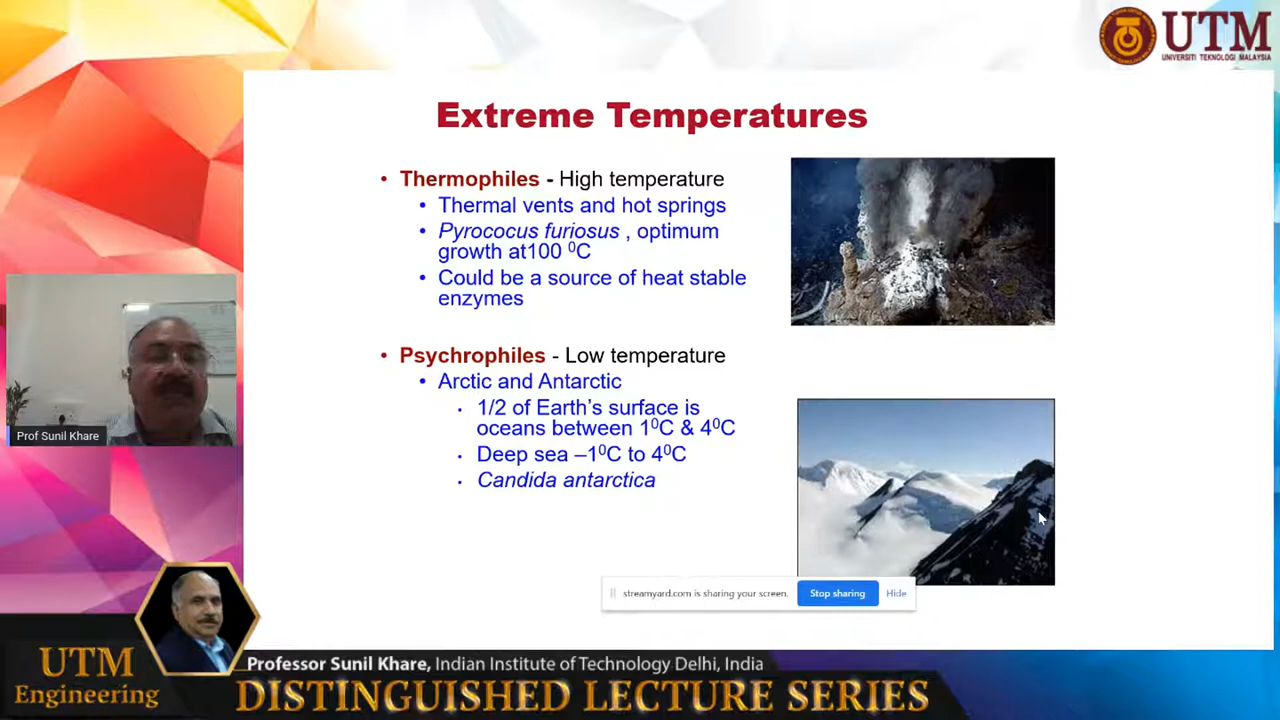 UTM
UNIVERSITI TEKNOLOGI MALAYSIA
Extreme Temperatures
• Thermophiles - High temperature
• Thermal vents and hot springs
• Pyrococus furiosus , optimum
growth at100 ⁰C
• Could be a source of heat stable
enzymes
• Psychrophiles - Low temperature
• Arctic and Antarctic
• 1/2 of Earth’s surface is
oceans between 1⁰C & 4⁰C
• Deep sea –1⁰C to 4⁰C
• Candida antarctica
Prof Sunil Khare
streamyard.com is sharing your screen.
Stop sharing
Hide
UTM
Engineering
Professor Sunil Khare, Indian Institute of Technology Delhi, India
DISTINGUISHED LECTURE SERIES